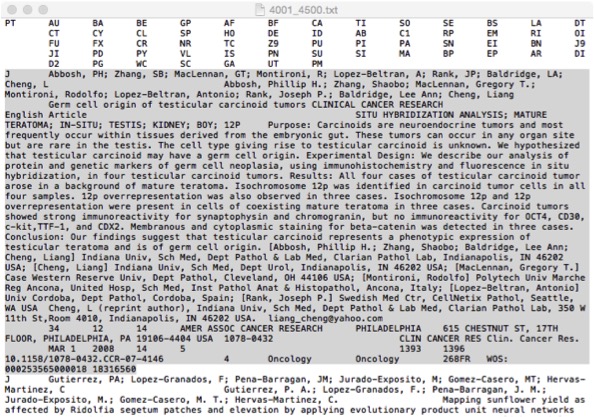 4001_4500.txt
PT AU BA BE GP AF BF CA TI SO SE BS LA DT
CT CY CL SP HO DE ID AB C1 RP EM RI OI
FU FX CR NR TC Z9 PU PI PA SN EI BN J9
JI PD PY VL IS PN SU SI MA BP EP AR DI
D2 PG WC SC GA UT PM
J Abbosh, PH; Zhang, SB; MacLennan, GT; Montironi, R; Lopez-Beltran, A; Rank, JP; Baldridge, LA;
Cheng, L Abbosh, Phillip H.; Zhang, Shaobo; MacLennan, Gregory T.;
Montironi, Rodolfo; Lopez-Beltran, Antonio; Rank, Joseph P.; Baldridge, Lee Ann; Cheng, Liang
Germ cell origin of testicular carcinoid tumors CLINICAL CANCER RESEARCH
English Article SITU HYBRIDIZATION ANALYSIS; MATURE
TERATOMA; IN-SITU; TESTIS; KIDNEY; BOY; 12P Purpose: Carcinoids are neuroendocrine tumors and most
frequently occur within tissues derived from the embryonic gut. These tumors can occur in any organ site
but are rare in the testis. The cell type giving rise to testicular carcinoid is unknown. We hypothesized
that testicular carcinoid may have a germ cell origin. Experimental Design: We describe our analysis of
protein and genetic markers of germ cell neoplasia, using immunohistochemistry and fluorescence in situ
hybridization, in four testicular carcinoid tumors. Results: All four cases of testicular carcinoid tumor
arose in a background of mature teratoma. Isochromosome 12p was identified in carcinoid tumor cells in all
four samples. 12p overrepresentation was also observed in three cases. Isochromosome 12p and 12p
overrepresentation were present in cells of coexisting mature teratoma in three cases. Carcinoid tumors
showed strong immunoreactivity for synaptophysin and chromogranin, but no immunoreactivity for OCT4, CD30,
c-kit,TTF-1, and CDX2. Membranous and cytoplasmic staining for beta-catenin was detected in three cases.
Conclusion: Our findings suggest that testicular carcinoid represents a phenotypic expression of
testicular teratoma and is of germ cell origin. [Abbosh, Phillip H.; Zhang, Shaobo; Baldridge, Lee Ann;
Cheng, Liang] Indiana Univ, Sch Med, Dept Pathol & Lab Med, Clarian Pathol Lab, Indianapolis, IN 46202
USA; [Cheng, Liang] Indiana Univ, Sch Med, Dept Urol, Indianapolis, IN 46202 USA; [MacLennan, Gregory T.]
Case Western Reserve Univ, Dept Pathol, Cleveland, OH 44106 USA; [Montironi, Rodolfo] Polytech Univ Marche
Reg Ancona, United Hosp, Sch Med, Inst Pathol Anat & Histopathol, Ancona, Italy; [Lopez-Beltran, Antonio]
Univ Cordoba, Dept Pathol, Cordoba, Spain; [Rank, Joseph P.] Swedish Med Ctr, CellNetix Pathol, Seattle,
WA USA Cheng, L (reprint author), Indiana Univ, Sch Med, Dept Pathol & Lab Med, Clarian Pathol Lab, 350 W
11th St,Room 4010, Indianapolis, IN 46202 USA. liang_cheng@yahoo.com
34 12 14 AMER ASSOC CANCER RESEARCH PHILADELPHIA 615 CHESTNUT ST, 17TH
FLOOR, PHILADELPHIA, PA 19106-4404 USA 1078-0432 CLIN CANCER RES Clin. Cancer Res.
MAR 1 2008 14 5 1393 1396
10.1158/1078-0432.CCR-07-4146 4 Oncology Oncology 268FR WOS:
000253565000018 18316560
J Gutierrez, PA; Lopez-Granados, F; Pena-Barragan, JM; Jurado-Exposito, M; Gomez-Casero, MT; Hervas-
Martinez, C Gutierrez, P. A.; Lopez-Granados, F.; Pena-Barragan, J. M.;
Jurado-Exposito, M.; Gomez-Casero, M. T.; Hervas-Martinez, C. Mapping sunflower yield as
affected by Ridolfia segetum patches and elevation by applying evolutionary product unit neural networks